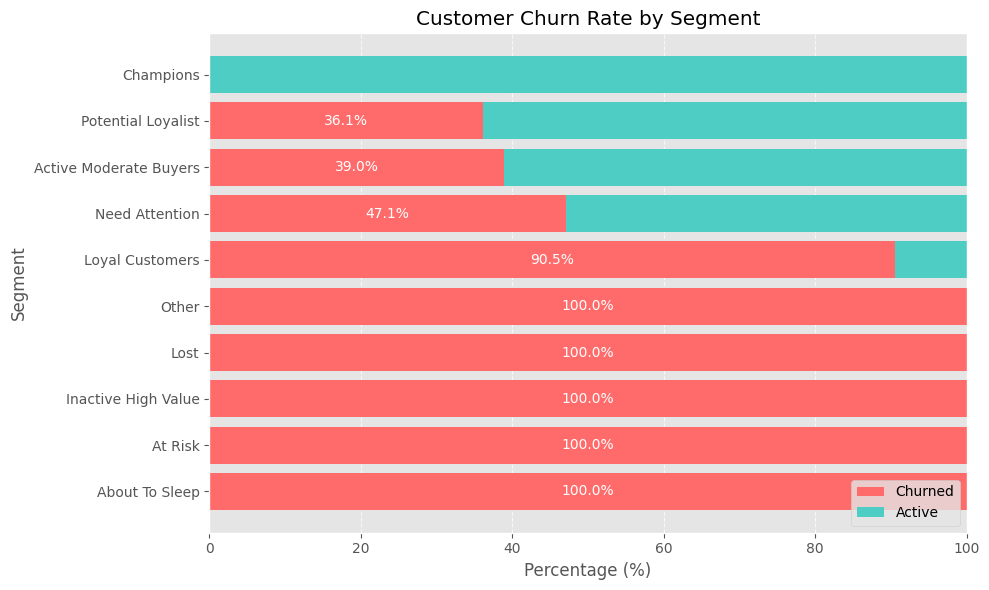 Customer Churn Rate by Segment
Segment
Champions
Potential Loyalist
36.1%
Active Moderate Buyers
39.0%
Need Attention
47.1%
Loyal Customers
90.5%
Other
100.0%
Lost
100.0%
Inactive High Value
100.0%
At Risk
100.0%
About To Sleep
100.0%
Churned
Active
0 20 40 60 80 100
Percentage (%)